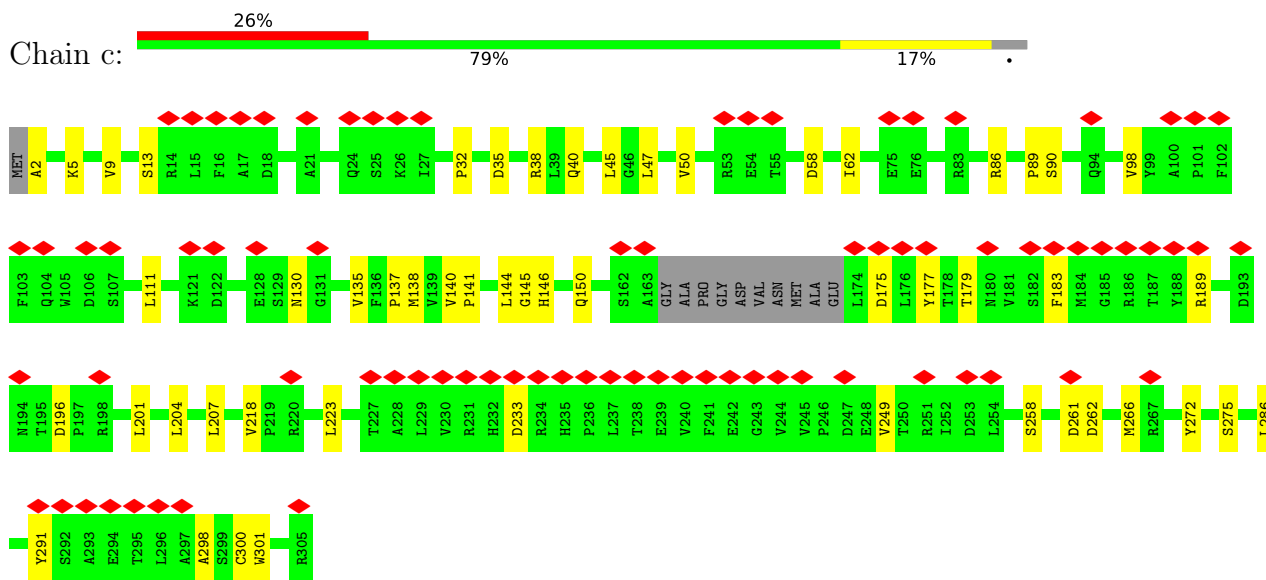 26%
Chain c:
79% 17% •
MET A2 K5 V9 S13 R14 L15 F16 A17 D18 A21 Q24 S25 K26 I27 P32 D35 R38 L39 Q40 L45 G46 L47 V50 R53 E54 T55 D58 I62 E75 E76 R83 R86 P89 S90 Q94 V98 Y99 A100 P101 F102
F103 Q104 W105 D106 S107 L111 K121 D122 E128 S129 N130 G131 V135 F136 P137 M138 V139 V140 P141 L144 G145 H146 Q150 S162 A163 GLY ALA PRO GLY ASP VAL ASN MET ALA GLU L174 D175 L176 Y177 T178 T179 N180 V181 S182 F183 M184 G185 R186 T187 Y188 R189 D193
N194 T195 D196 P197 R198 L201 L204 L207 V218 P219 R220 L223 T227 A228 L229 V230 R231 H232 D233 R234 H235 P236 L237 T238 E239 V240 F241 E242 G243 V244 V245 P246 D247 E248 V249 T250 R251 I252 D253 L254 S258 D261 D262 M266 R267 Y272 S275 L286
Y291 S292 A293 E294 T295 L296 A297 A298 S299 C300 W301 R305